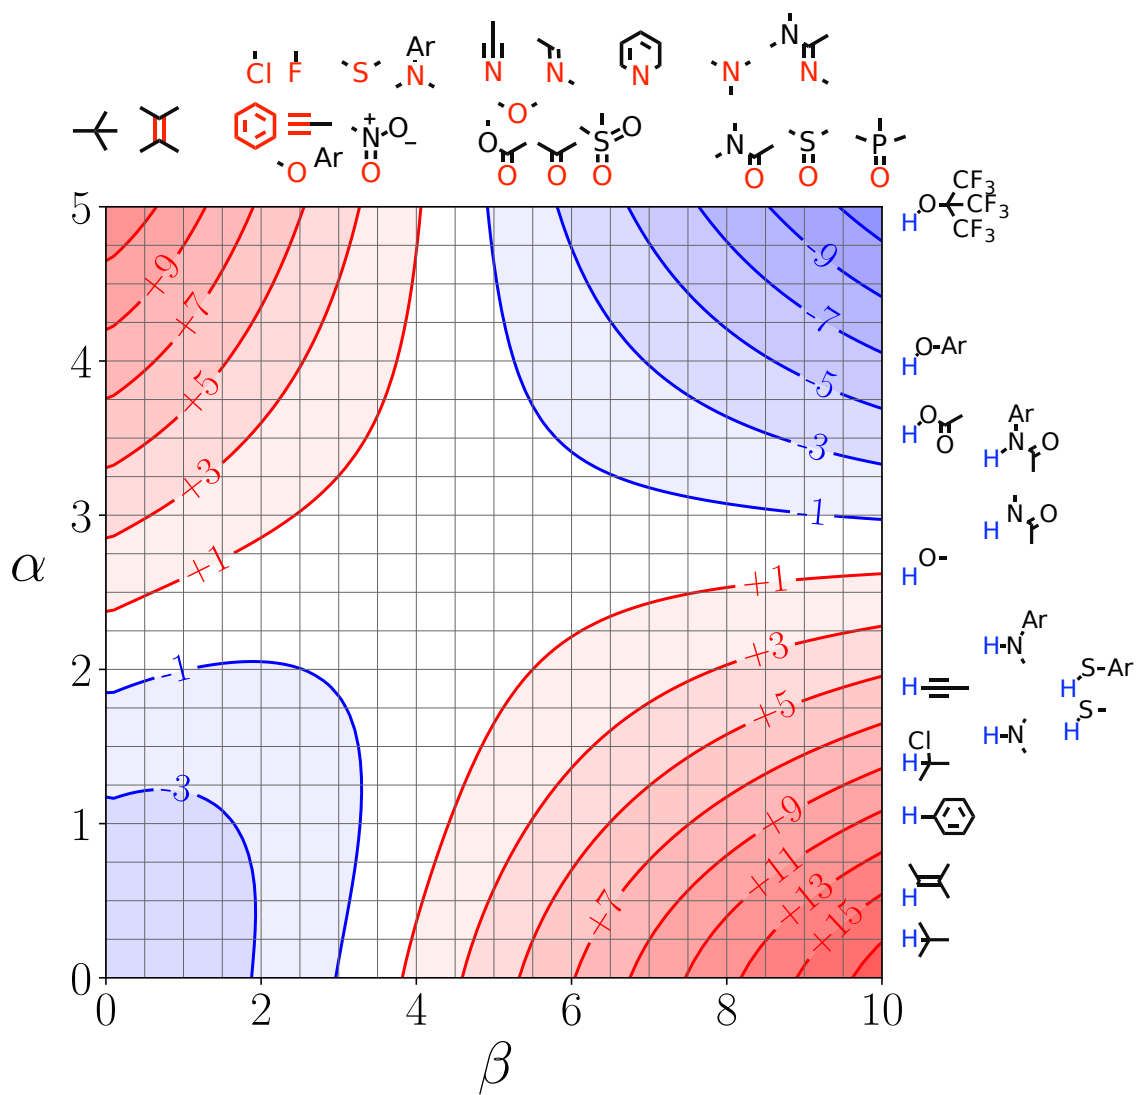 Ar
N
Cl F S N N N N N N
O
N + O −
O
Ar
O
O
O O
S O
O
N
O
S
O
P
O
5
4
3
2
1
0
α
0 2 4 6 8 10
β
+9
+7
+5
+3
+1
-1
-3
-9
-7
-5
-3
-1
+1
+3
+5
+9
+7
+11
+13
+15
H O CF3
CF3
CF3
H O Ar
H O
O
Ar
H N O
H N O
H O
Ar
H N
S Ar
H
H
S
H
H N
Cl
H
H
H
H